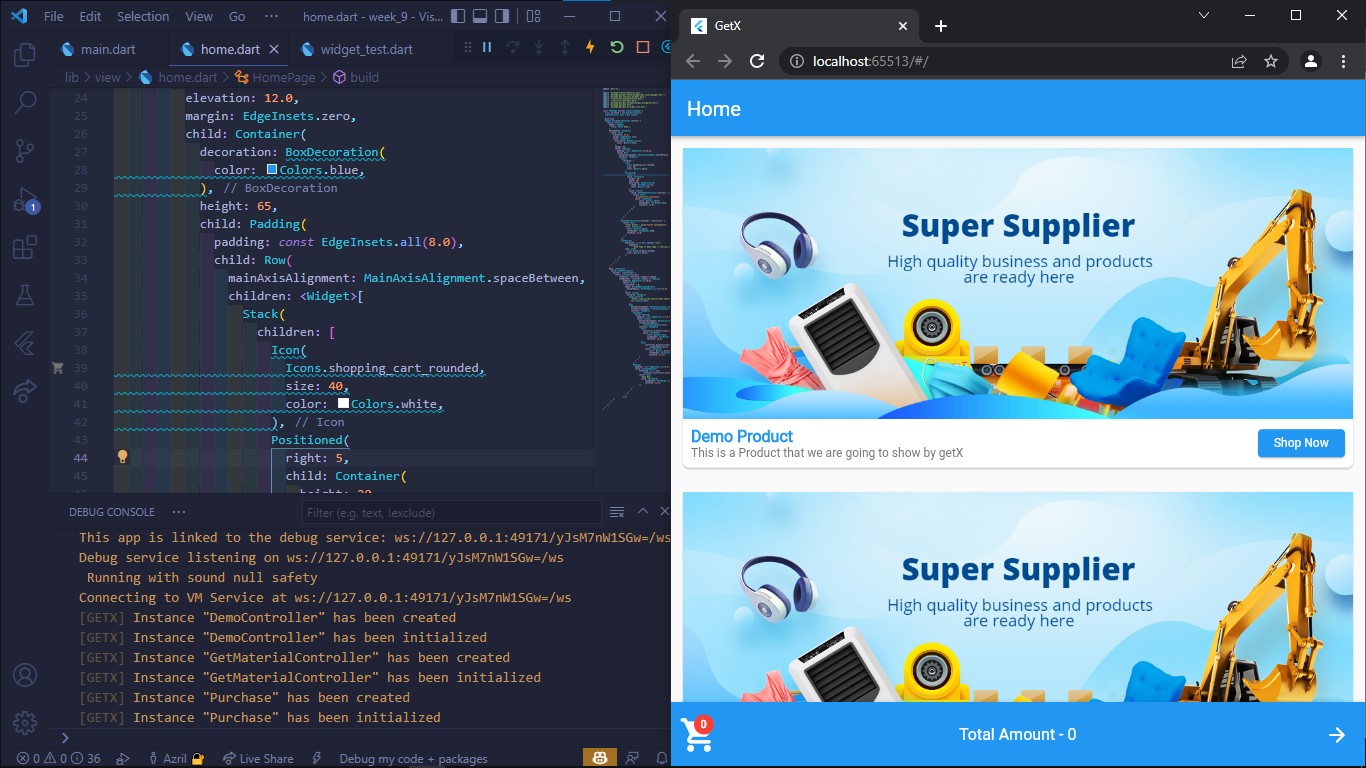 File Edit Selection View Go ··· home.dart - week_9 - Vis...
main.dart home.dart widget_test.dart
lib > view > home.dart > HomePage > build
24 elevation: 12.0,
25 margin: EdgeInsets.zero,
26 child: Container(
27 decoration: BoxDecoration(
28 color: Colors.blue,
29 ), // BoxDecoration
30 height: 65,
31 child: Padding(
32 padding: const EdgeInsets.all(8.0),
33 child: Row(
34 mainAxisAlignment: MainAxisAlignment.spaceBetween,
35 children: <Widget>[
36 Stack(
37 children: [
38 Icon(
39 Icons.shopping_cart_rounded,
40 size: 40,
41 color: Colors.white,
42 ), // Icon
43 Positioned(
44 right: 5,
45 child: Container(
1
DEBUG CONSOLE ··· Filter (e.g. text, !exclude)
This app is linked to the debug service: ws://127.0.0.1:49171/yJsM7nW1SGw=/ws
Debug service listening on ws://127.0.0.1:49171/yJsM7nW1SGw=/ws
Running with sound null safety
Connecting to VM Service at ws://127.0.0.1:49171/yJsM7nW1SGw=/ws
[GETX] Instance "DemoController" has been created
[GETX] Instance "DemoController" has been initialized
[GETX] Instance "GetMaterialController" has been created
[GETX] Instance "GetMaterialController" has been initialized
[GETX] Instance "Purchase" has been created
[GETX] Instance "Purchase" has been initialized
>
0 0 36 Azril Live Share Debug my code + packages
GetX
localhost:65513/#/
Home
Super Supplier
High quality business and products
are ready here
Demo Product
This is a Product that we are going to show by getX
Shop Now
Super Supplier
High quality business and products
are ready here
0
Total Amount - 0